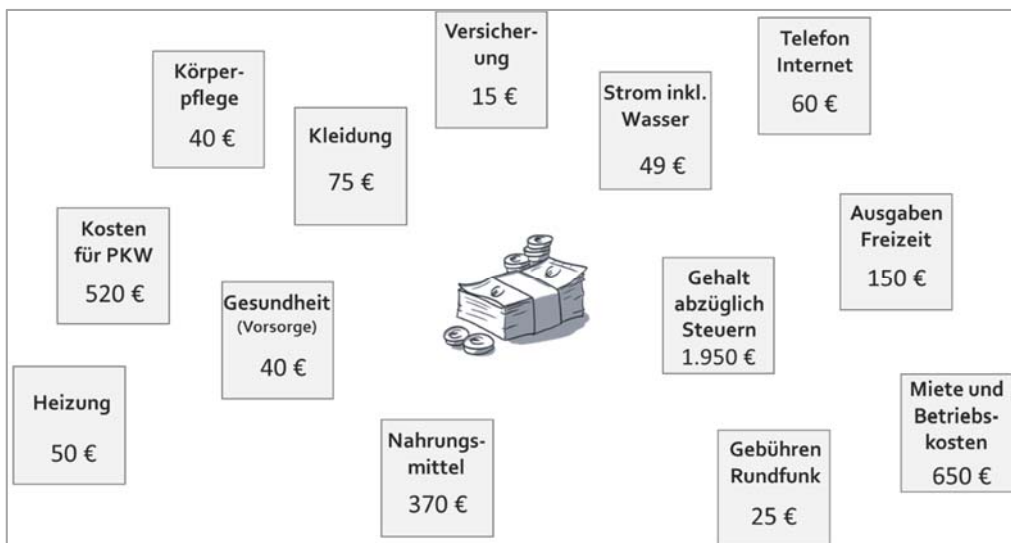 Versicher-
ung
15 €
Telefon
Internet
60 €
Körper-
pflege
40 €
Strom inkl.
Wasser
49 €
Kleidung
75 €
Ausgaben
Freizeit
150 €
Kosten
für PKW
520 €
Gehalt
abzüglich
Steuern
1.950 €
Gesundheit
(Vorsorge)
40 €
Heizung
50 €
Miete und
Betriebs-
kosten
650 €
Nahrungs-
mittel
370 €
Gebühren
Rundfunk
25 €